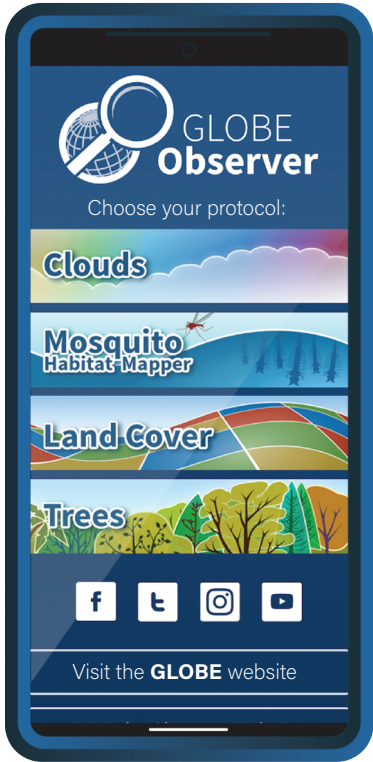 GLOBE
Observer
Choose your protocol:
Clouds
Mosquito
Habitat Mapper
Land Cover
Trees
Visit the GLOBE website